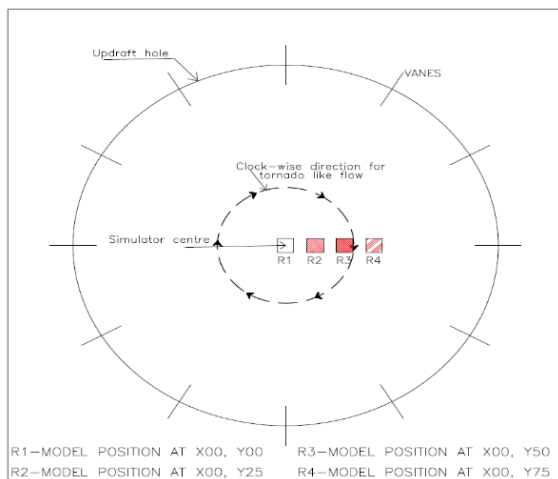 Updraft hole
VANES
Clock-wise direction for
tornado like flow
Simulator centre
R1 R2 R3 R4
R1-MODEL POSITION AT X00, Y00 R3-MODEL POSITION AT X00, Y50
R2-MODEL POSITION AT X00, Y25 R4-MODEL POSITION AT X00, Y75